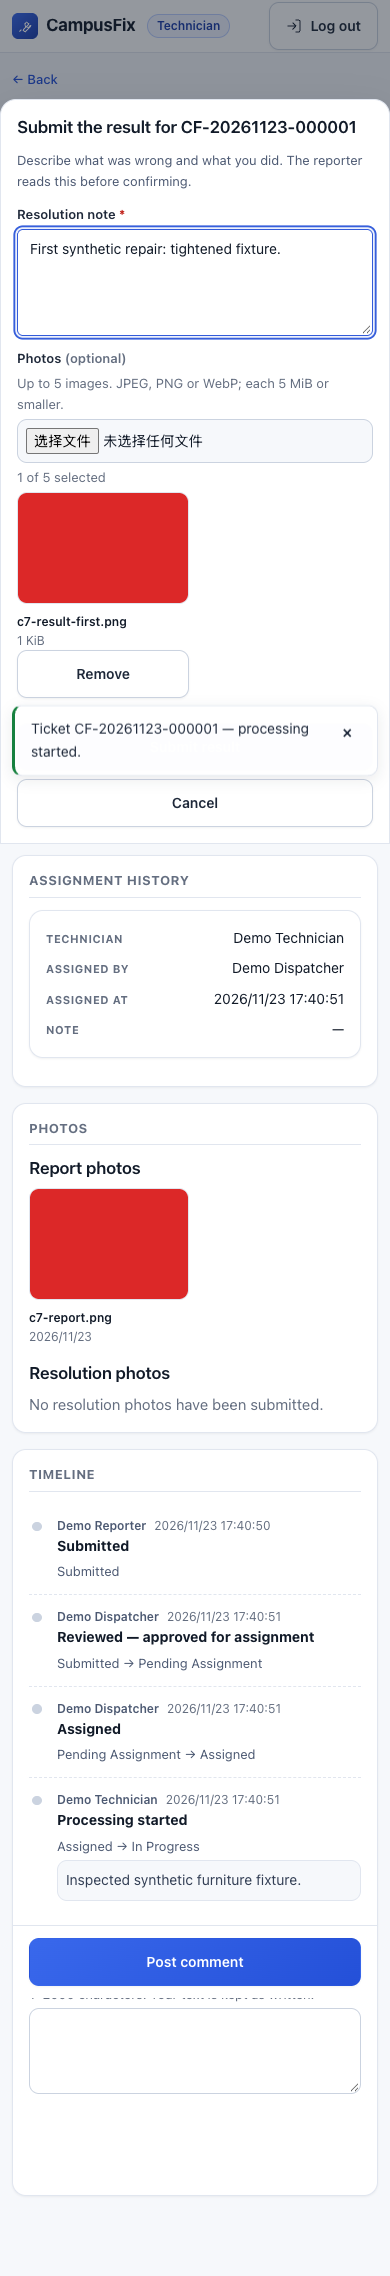 CampusFix
Technician
Log out
← Back
Submit the result for CF-20261123-000001
Describe what was wrong and what you did. The reporter
reads this before confirming.
Resolution note *
First synthetic repair: tightened fixture.
Photos (optional)
Up to 5 images. JPEG, PNG or WebP; each 5 MiB or
smaller.
选择文件 未选择任何文件
1 of 5 selected
c7-result-first.png
1 KiB
Remove
Ticket CF-20261123-000001 — processing
started.
×
Cancel
ASSIGNMENT HISTORY
TECHNICIAN Demo Technician
ASSIGNED BY Demo Dispatcher
ASSIGNED AT 2026/11/23 17:40:51
NOTE —
PHOTOS
Report photos
c7-report.png
2026/11/23
Resolution photos
No resolution photos have been submitted.
TIMELINE
Demo Reporter 2026/11/23 17:40:50
Submitted
Submitted
Demo Dispatcher 2026/11/23 17:40:51
Reviewed — approved for assignment
Submitted → Pending Assignment
Demo Dispatcher 2026/11/23 17:40:51
Assigned
Pending Assignment → Assigned
Demo Technician 2026/11/23 17:40:51
Processing started
Assigned → In Progress
Inspected synthetic furniture fixture.
Post comment